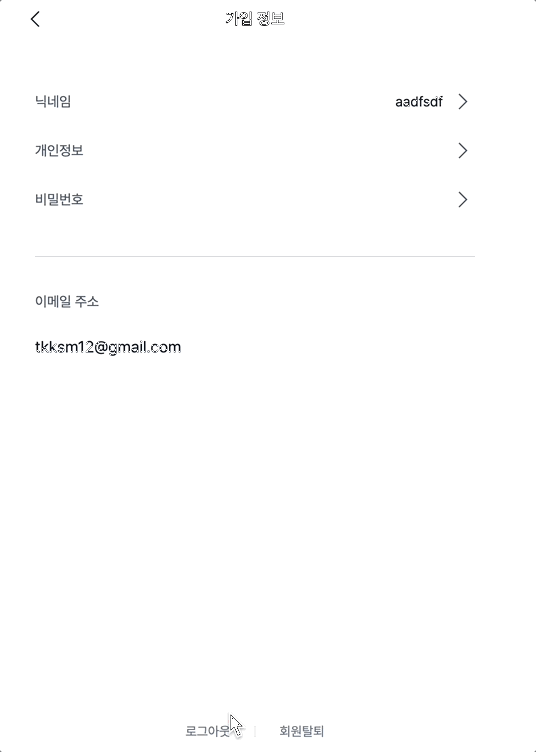 가입 정보
닉네임 aadfsdf
개인정보
비밀번호
이메일 주소
tkksm12@gmail.com
로그아웃 | 회원탈퇴